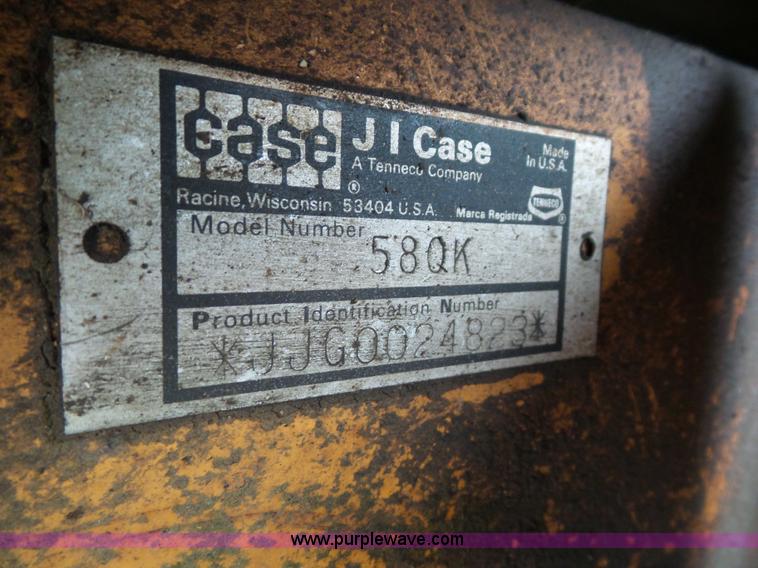 case
J I Case
A Tenneco Company
Made
In U.S.A.
®
Racine, Wisconsin 53404 U.S.A.
Marca Registrada
TENNECO
®
Model Number
580K
Product Identification Number
*JJG0024823*
www.purplewave.com